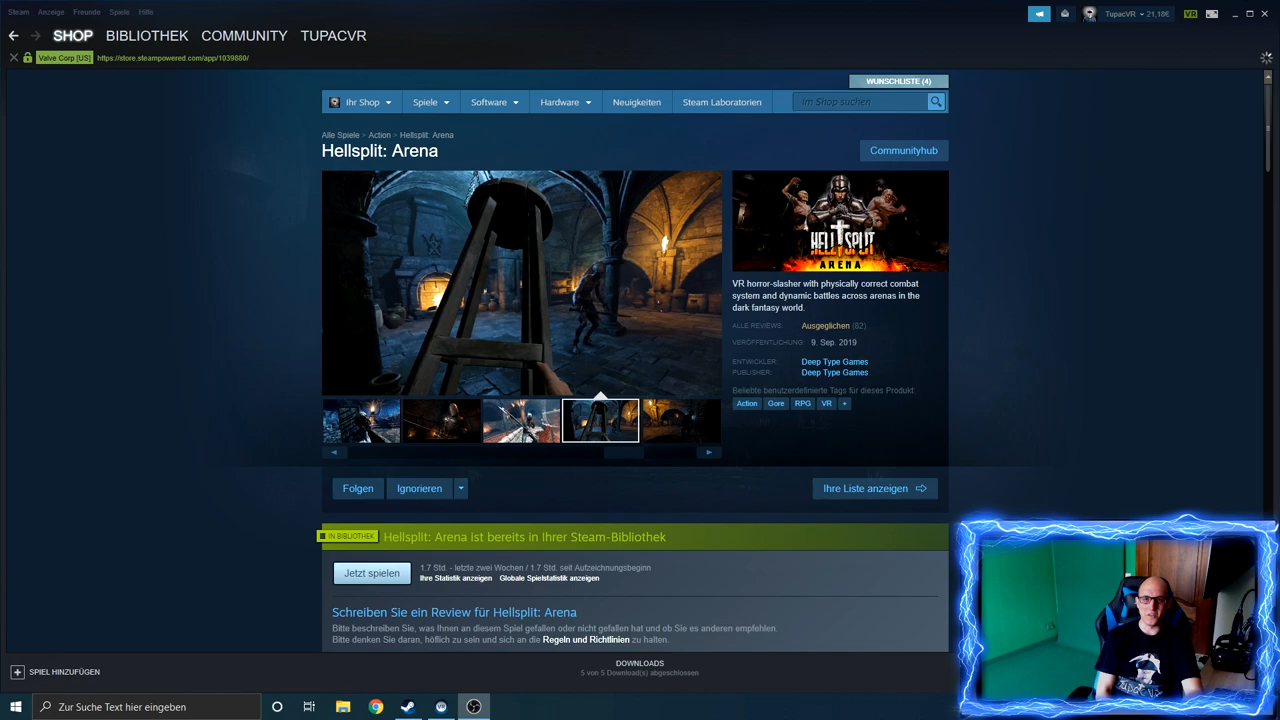 Steam Anzeige Freunde Spiele Hilfe
TupacVR 21,18€ VR
SHOP BIBLIOTHEK COMMUNITY TUPACVR
Valve Corp [US] https://store.steampowered.com/app/1039880/
WUNSCHLISTE (4)
Ihr Shop Spiele Software Hardware Neuigkeiten Steam Laboratorien Im Shop suchen
Alle Spiele > Action > Hellsplit: Arena
Hellsplit: Arena
Communityhub
HELLSPLIT
ARENA
VR horror-slasher with physically correct combat
system and dynamic battles across arenas in the
dark fantasy world.
ALLE REVIEWS: Ausgeglichen (82)
VERÖFFENTLICHUNG: 9. Sep. 2019
ENTWICKLER: Deep Type Games
PUBLISHER: Deep Type Games
Beliebte benutzerdefinierte Tags für dieses Produkt:
Action Gore RPG VR +
Folgen Ignorieren Ihre Liste anzeigen
IN BIBLIOTHEK Hellsplit: Arena ist bereits in Ihrer Steam-Bibliothek
Jetzt spielen
1.7 Std. - letzte zwei Wochen / 1.7 Std. seit Aufzeichnungsbeginn
Ihre Statistik anzeigen Globale Spielstatistik anzeigen
Schreiben Sie ein Review für Hellsplit: Arena
Bitte beschreiben Sie, was Ihnen an diesem Spiel gefallen oder nicht gefallen hat und ob Sie es anderen empfehlen.
Bitte denken Sie daran, höflich zu sein und sich an die Regeln und Richtlinien zu halten.
TUPACVR
SPIEL HINZUFÜGEN
DOWNLOADS
5 von 5 Download(s) abgeschlossen
Zur Suche Text hier eingeben